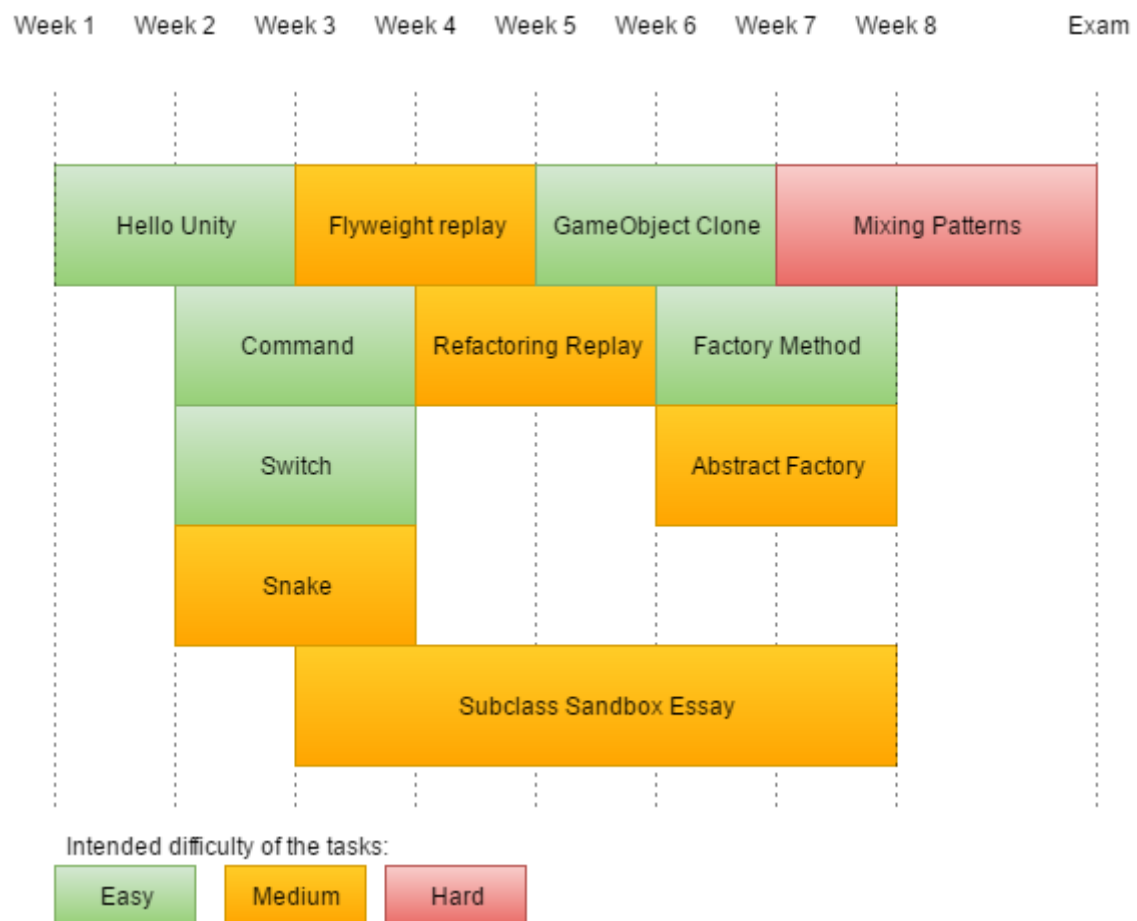 Week 1 Week 2 Week 3 Week 4 Week 5 Week 6 Week 7 Week 8 Exam
Hello Unity Flyweight replay GameObject Clone Mixing Patterns
Command Refactoring Replay Factory Method
Switch Abstract Factory
Snake
Subclass Sandbox Essay
Intended difficulty of the tasks:
Easy Medium Hard